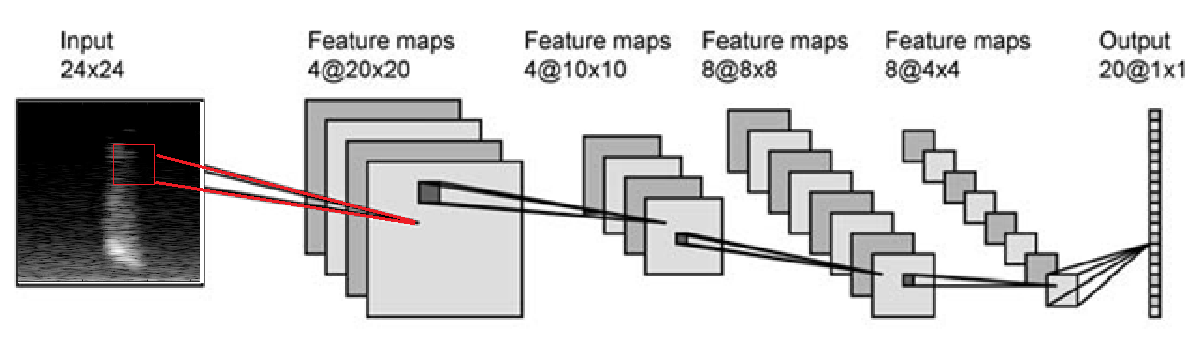 Input
24x24
Feature maps
4@20x20
Feature maps
4@10x10
Feature maps
8@8x8
Feature maps
8@4x4
Output
20@1x1